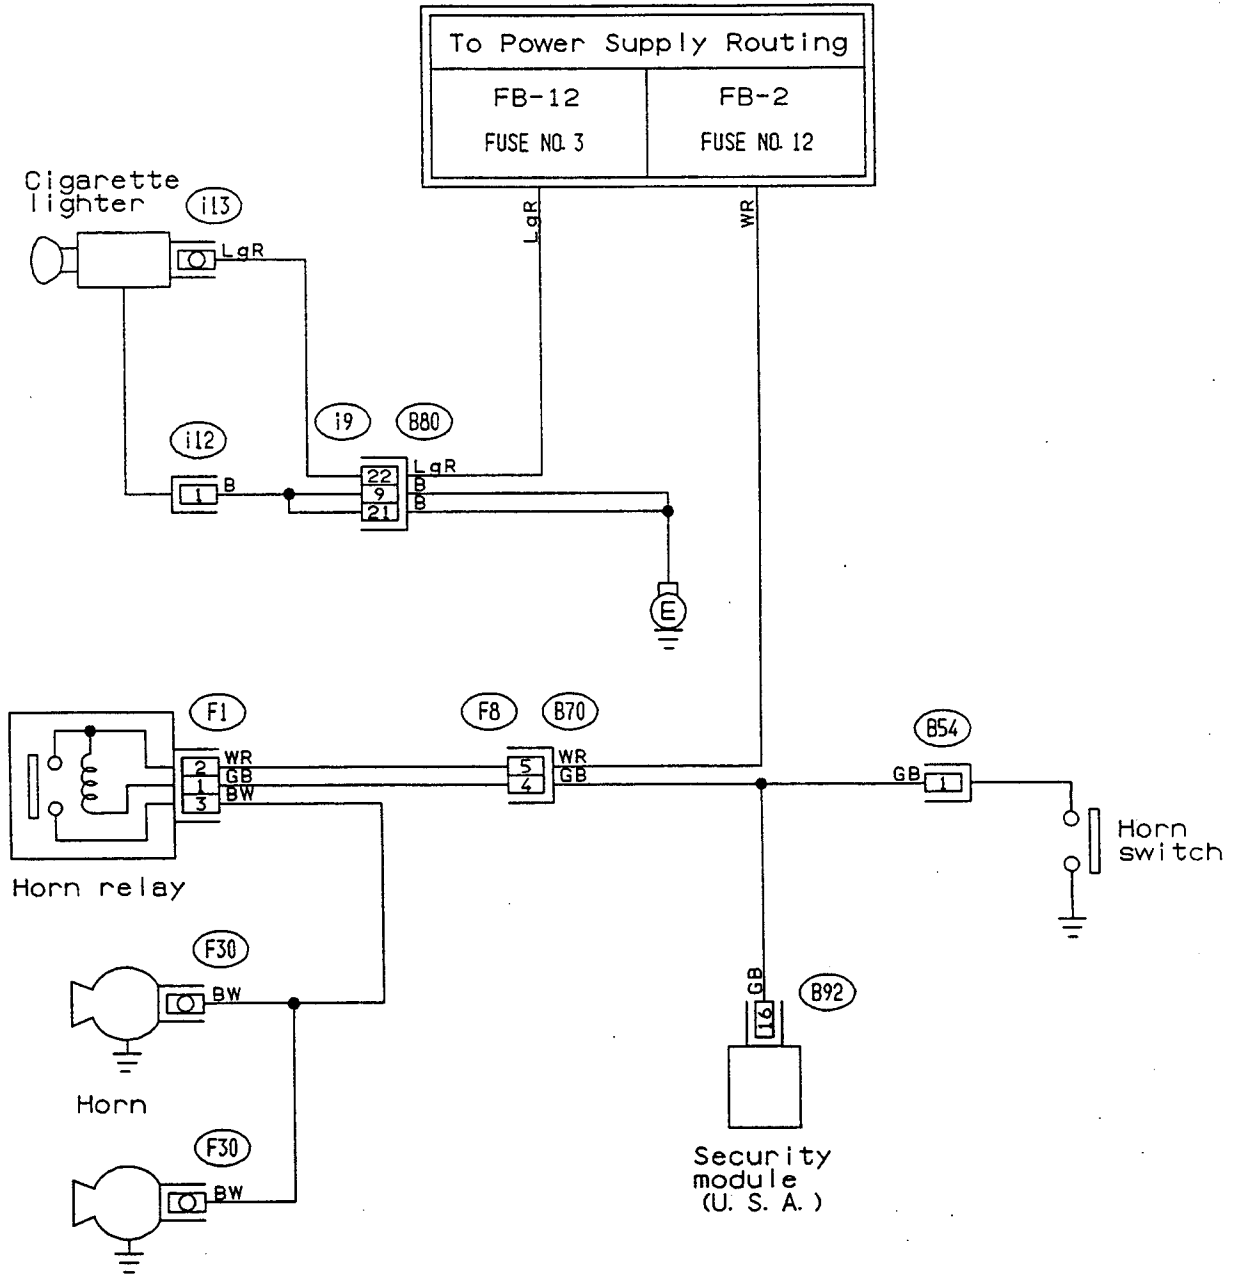 To Power Supply Routing
FB-12
FB-2
FUSE NO. 3
FUSE NO. 12
LgR
WR
Cigarette
lighter
i13
LgR
i12
1
B
i9
B80
22
9
21
LgR
B
B
E
F1
2
1
3
WR
GB
BW
F8
B70
5
4
WR
GB
B54
GB
1
Horn
switch
Horn relay
F30
BW
GB
16
B92
Horn
F30
BW
Security
module
(U. S. A. )